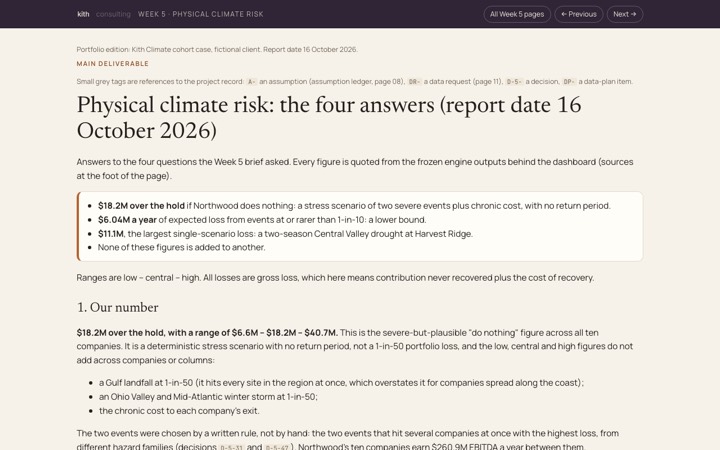 kith consulting WEEK 5 · PHYSICAL CLIMATE RISK
All Week 5 pages
← Previous
Next →
Portfolio edition: Kith Climate cohort case, fictional client. Report date 16 October 2026.
MAIN DELIVERABLE
Small grey tags are references to the project record: A- an assumption (assumption ledger, page 08), DR- a data request (page 11), D-5- a decision, DP- a data-plan item.
Physical climate risk: the four answers (report date 16
October 2026)
Answers to the four questions the Week 5 brief asked. Every figure is quoted from the frozen engine outputs behind the dashboard (sources
at the foot of the page).
• $18.2M over the hold if Northwood does nothing: a stress scenario of two severe events plus chronic cost, with no return period.
• $6.04M a year of expected loss from events at or rarer than 1-in-10: a lower bound.
• $11.1M, the largest single-scenario loss: a two-season Central Valley drought at Harvest Ridge.
• None of these figures is added to another.
Ranges are low – central – high. All losses are gross loss, which here means contribution never recovered plus the cost of recovery.
1. Our number
$18.2M over the hold, with a range of $6.6M – $18.2M – $40.7M. This is the severe-but-plausible "do nothing" figure across all ten
companies. It is a deterministic stress scenario with no return period, not a 1-in-50 portfolio loss, and the low, central and high figures do not
add across companies or columns:
• a Gulf landfall at 1-in-50 (it hits every site in the region at once, which overstates it for companies spread along the coast);
• an Ohio Valley and Mid-Atlantic winter storm at 1-in-50;
• the chronic cost to each company's exit.
The two events were chosen by a written rule, not by hand: the two events that hit several companies at once with the highest loss, from
different hazard families (decisions D-5-31 and D-5-47). Northwood's ten companies earn $260.9M EBITDA a year between them.